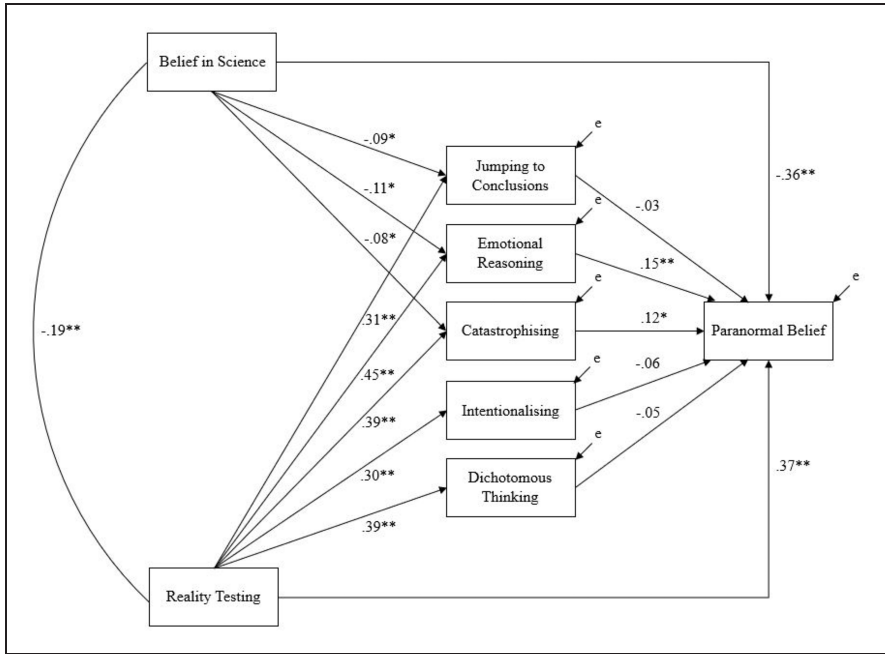 Belief in Science
-.09*
e
Jumping to
Conclusions
-.11*
-.36**
-.03
e
-.08*
Emotional
Reasoning
.15**
e
e
.31**
Catastrophising
.12*
Paranormal Belief
-.19**
.45**
e
-.06
.39**
Intentionalising
-.05
e
.30**
.37**
Dichotomous
Thinking
.39**
Reality Testing